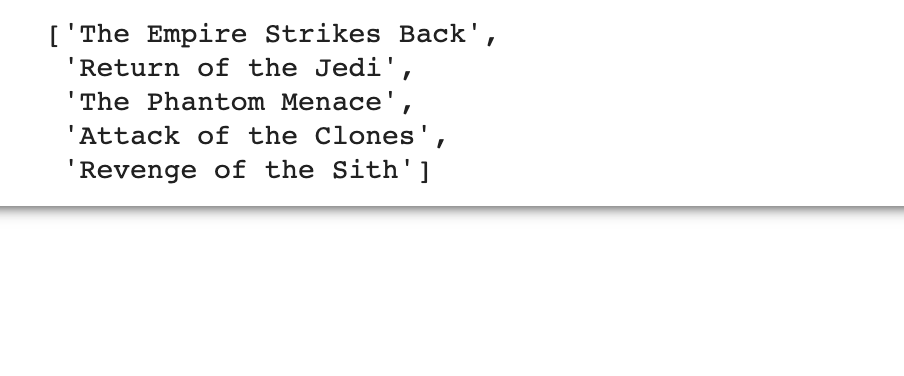 ['The Empire Strikes Back',
'Return of the Jedi',
'The Phantom Menace',
'Attack of the Clones',
'Revenge of the Sith']